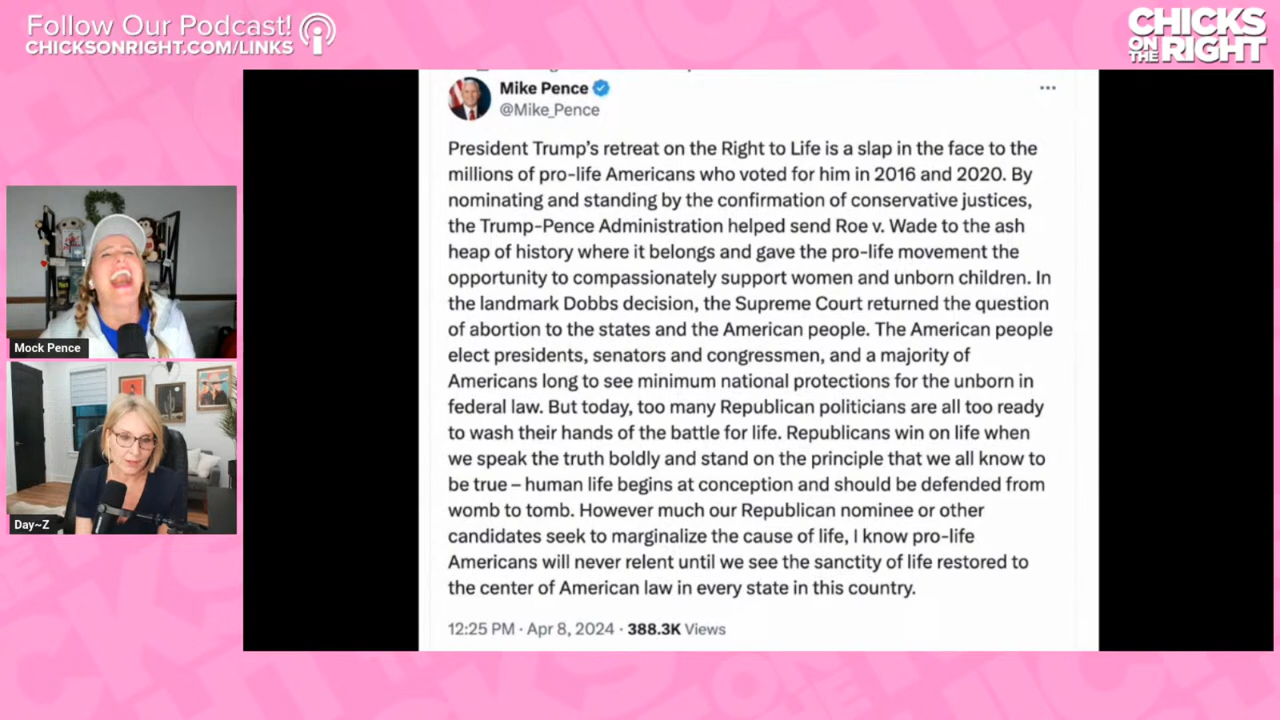 Follow Our Podcast!
CHICKSONRIGHT.COM/LINKS
CHICKS
ON THE RIGHT
Mike Pence
@Mike_Pence
President Trump's retreat on the Right to Life is a slap in the face to the
millions of pro-life Americans who voted for him in 2016 and 2020. By
nominating and standing by the confirmation of conservative justices,
the Trump-Pence Administration helped send Roe v. Wade to the ash
heap of history where it belongs and gave the pro-life movement the
opportunity to compassionately support women and unborn children. In
the landmark Dobbs decision, the Supreme Court returned the question
of abortion to the states and the American people. The American people
elect presidents, senators and congressmen, and a majority of
Americans long to see minimum national protections for the unborn in
federal law. But today, too many Republican politicians are all too ready
to wash their hands of the battle for life. Republicans win on life when
we speak the truth boldly and stand on the principle that we all know to
be true – human life begins at conception and should be defended from
womb to tomb. However much our Republican nominee or other
candidates seek to marginalize the cause of life, I know pro-life
Americans will never relent until we see the sanctity of life restored to
the center of American law in every state in this country.
12:25 PM · Apr 8, 2024 · 388.3K Views
Mock Pence
Day~Z